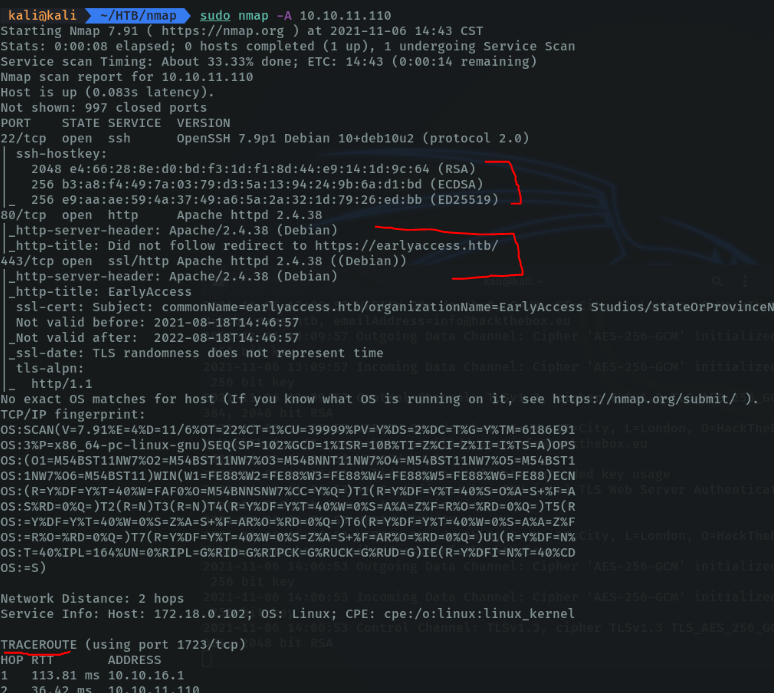 kali@kali ~/HTB/nmap sudo nmap -A 10.10.11.110
Starting Nmap 7.91 ( https://nmap.org ) at 2021-11-06 14:43 CST
Stats: 0:00:08 elapsed; 0 hosts completed (1 up), 1 undergoing Service Scan
Service scan Timing: About 33.33% done; ETC: 14:43 (0:00:14 remaining)
Nmap scan report for 10.10.11.110
Host is up (0.083s latency).
Not shown: 997 closed ports
PORT STATE SERVICE VERSION
22/tcp open ssh OpenSSH 7.9p1 Debian 10+deb10u2 (protocol 2.0)
| ssh-hostkey:
| 2048 e4:66:28:8e:d0:bd:f3:1d:f1:8d:44:e9:14:1d:9c:64 (RSA)
| 256 b3:a8:f4:49:7a:03:79:d3:5a:13:94:24:9b:6a:d1:bd (ECDSA)
|_ 256 e9:aa:ae:59:4a:37:49:a6:5a:2a:32:1d:79:26:ed:bb (ED25519)
80/tcp open http Apache httpd 2.4.38
|_http-server-header: Apache/2.4.38 (Debian)
|_http-title: Did not follow redirect to https://earlyaccess.htb/
443/tcp open ssl/http Apache httpd 2.4.38 ((Debian))
|_http-server-header: Apache/2.4.38 (Debian)
|_http-title: EarlyAccess
| ssl-cert: Subject: commonName=earlyaccess.htb/organizationName=EarlyAccess Studios/stateOrProvinceN
| Not valid before: 2021-08-18T14:46:57
|_Not valid after: 2022-08-18T14:46:57
|_ssl-date: TLS randomness does not represent time
| tls-alpn:
|_ http/1.1
No exact OS matches for host (If you know what OS is running on it, see https://nmap.org/submit/ ).
TCP/IP fingerprint:
OS:SCAN(V=7.91%E=4%D=11/6%OT=22%CT=1%CU=39999%PV=Y%DS=2%DC=T%G=Y%TM=6186E91
OS:3%P=x86_64-pc-linux-gnu)SEQ(SP=102%GCD=1%ISR=10B%TI=Z%CI=Z%II=I%TS=A)OPS
OS:(O1=M54BST11NW7%O2=M54BST11NW7%O3=M54BNNT11NW7%O4=M54BST11NW7%O5=M54BST1
OS:1NW7%O6=M54BST11)WIN(W1=FE88%W2=FE88%W3=FE88%W4=FE88%W5=FE88%W6=FE88)ECN
OS:(R=Y%DF=Y%T=40%W=FAF0%O=M54BNNSNW7%CC=Y%Q=)T1(R=Y%DF=Y%T=40%S=O%A=S+%F=A
OS:S%RD=0%Q=)T2(R=N)T3(R=N)T4(R=Y%DF=Y%T=40%W=0%S=A%A=Z%F=R%O=%RD=0%Q=)T5(R
OS:=Y%DF=Y%T=40%W=0%S=Z%A=S+%F=AR%O=%RD=0%Q=)T6(R=Y%DF=Y%T=40%W=0%S=A%A=Z%F
OS:=R%O=%RD=0%Q=)T7(R=Y%DF=Y%T=40%W=0%S=Z%A=S+%F=AR%O=%RD=0%Q=)U1(R=Y%DF=N%
OS:T=40%IPL=164%UN=0%RIPL=G%RID=G%RIPCK=G%RUCK=G%RUD=G)IE(R=Y%DFI=N%T=40%CD
OS:=S)
Network Distance: 2 hops
Service Info: Host: 172.18.0.102; OS: Linux; CPE: cpe:/o:linux:linux_kernel
TRACEROUTE (using port 1723/tcp)
HOP RTT ADDRESS
1 113.81 ms 10.10.16.1
2 36.42 ms 10.10.11.110